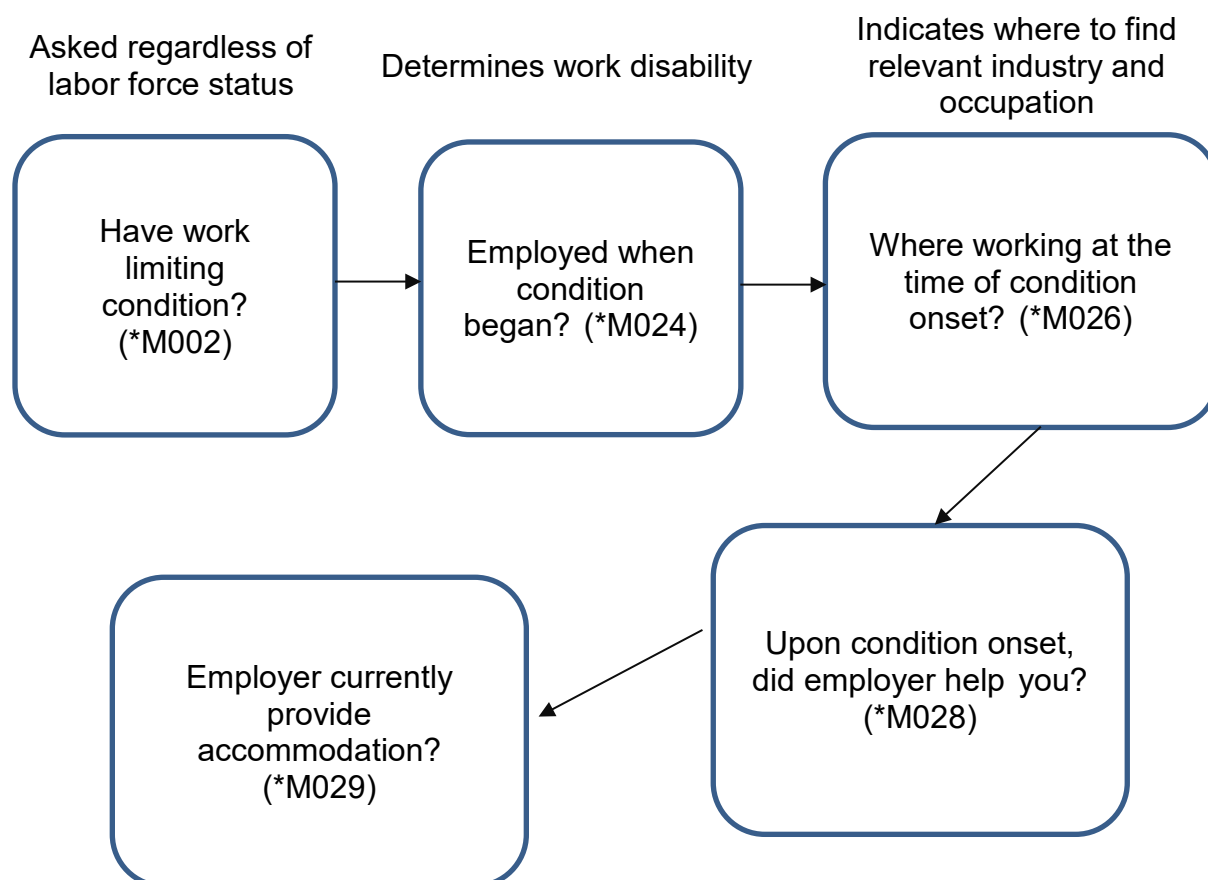 Asked regardless of
labor force status
Determines work disability
Indicates where to find
relevant industry and
occupation
Have work
limiting
condition?
(*M002)
Employed when
condition
began? (*M024)
Where working at the
time of condition
onset? (*M026)
Upon condition onset,
did employer help you?
(*M028)
Employer currently
provide
accommodation?
(*M029)